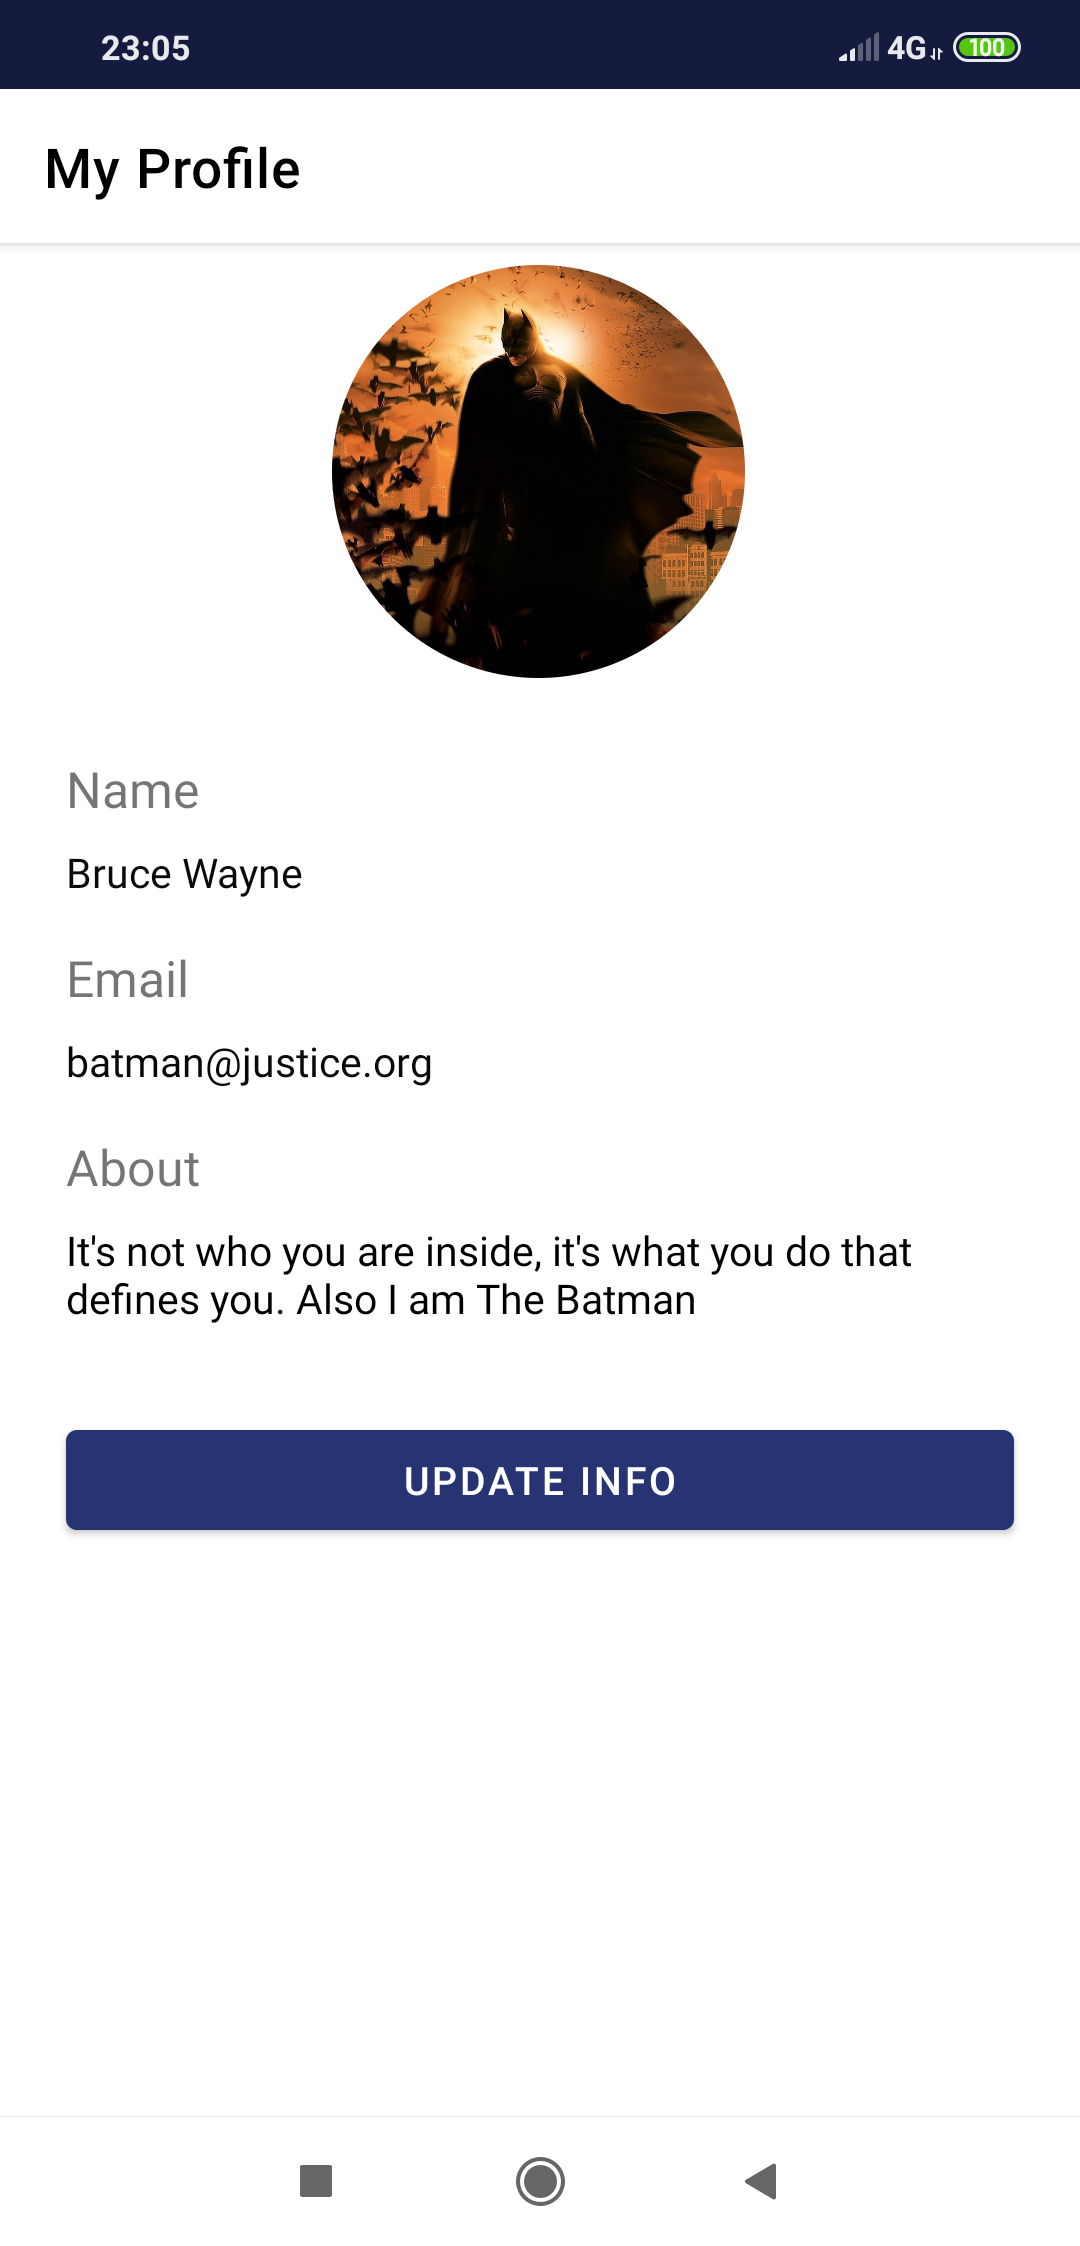 23:05 4G 100
My Profile
Name
Bruce Wayne
Email
batman@justice.org
About
It's not who you are inside, it's what you do that
defines you. Also I am The Batman
UPDATE INFO